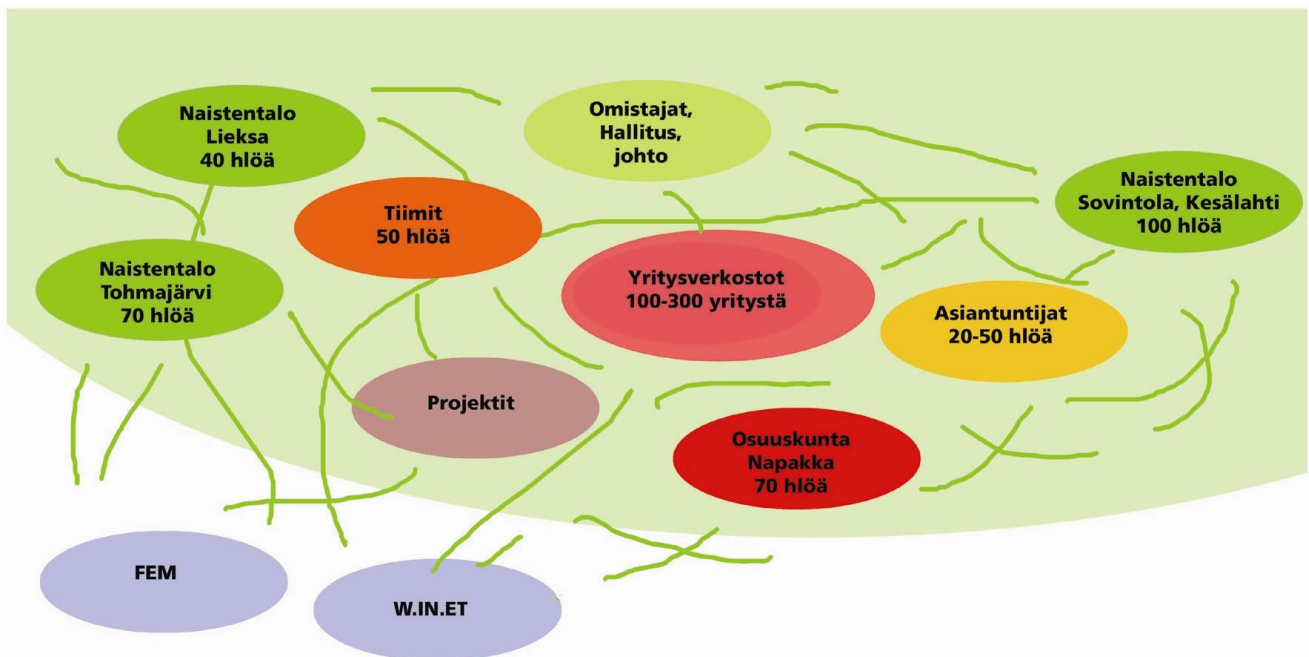 Naistentalo
Lieksa
40 hlöä
Omistajat,
Hallitus,
johto
Naistentalo
Sovintola, Kesälahti
100 hlöä
Tiimit
50 hlöä
Naistentalo
Tohmajärvi
70 hlöä
Yritysverkostot
100-300 yritystä
Asiantuntijat
20-50 hlöä
Projektit
Osuuskunta
Napakka
70 hlöä
FEM
W.IN.ET